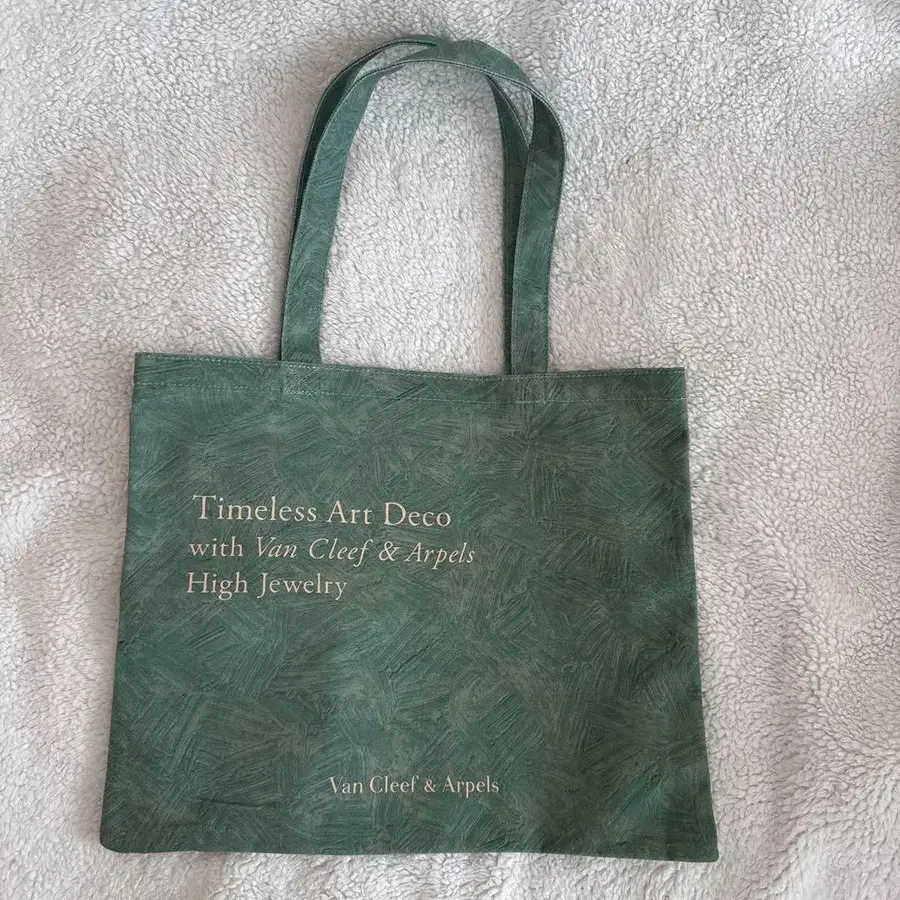 Timeless Art Deco
with Van Cleef & Arpels
High Jewelry
Van Cleef & Arpels